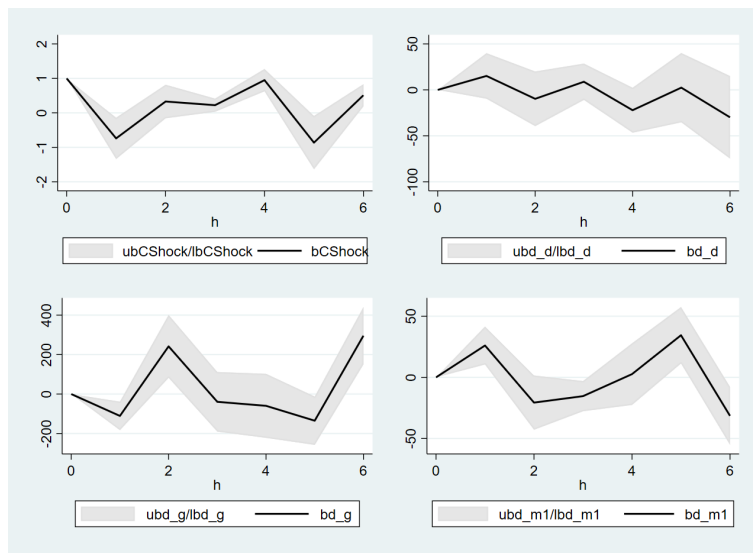 2
1
0
-1
-2
0 2 4 6
h
ubCShock/lbCShock bCShock
50
0
-50
-100
0 2 4 6
h
ubd_d/lbd_d bd_d
400
200
0
-200
0 2 4 6
h
ubd_g/lbd_g bd_g
50
0
-50
0 2 4 6
h
ubd_m1/lbd_m1 bd_m1